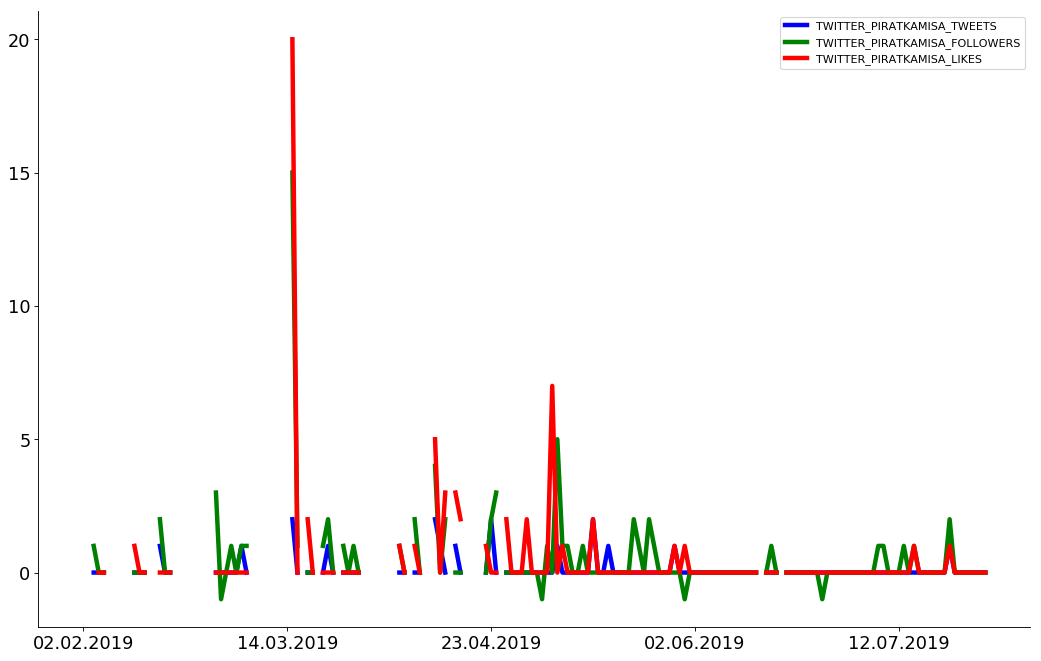 TWITTER_PIRATKAMISA_TWEETS
TWITTER_PIRATKAMISA_FOLLOWERS
TWITTER_PIRATKAMISA_LIKES
20
15
10
5
0
02.02.2019 14.03.2019 23.04.2019 02.06.2019 12.07.2019